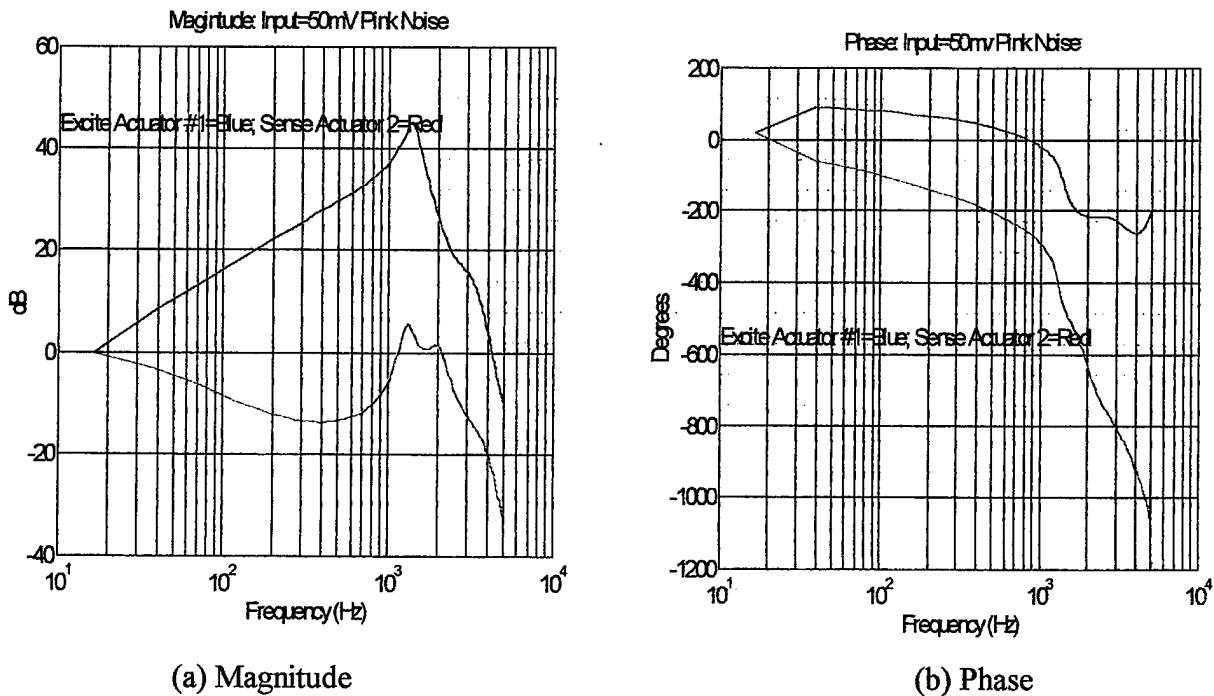 Magintude: Input=50mV Pink Noise
60
40
20
0
-20
-40
dB
Excite Actuator #1=Blue; Sense Actuator 2=Red
10^1
10^2
10^3
10^4
Frequency (Hz)
(a) Magnitude
Phase: Input=50mv Pink Noise
200
0
-200
-400
-600
-800
-1000
-1200
Degrees
Excite Actuator #1=Blue; Sense Actuator 2=Red
10^1
10^2
10^3
10^4
Frequency (Hz)
(b) Phase